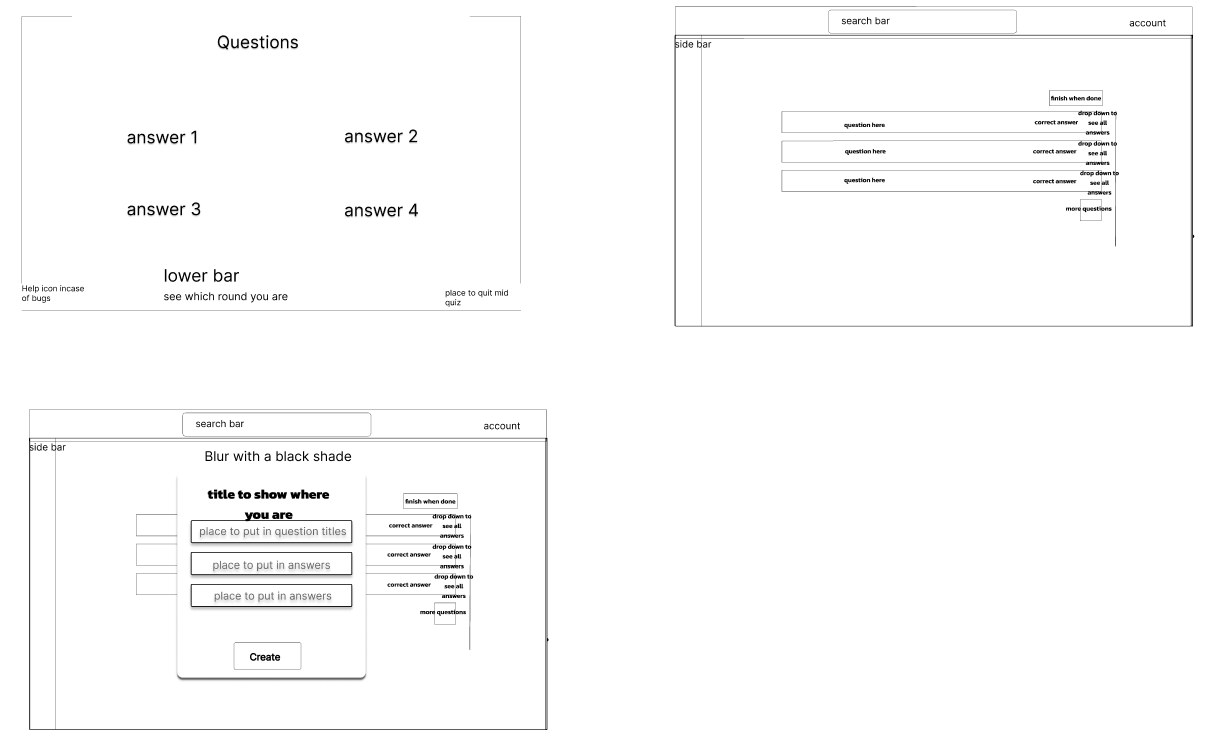 Questions
answer 1
answer 2
answer 3
answer 4
lower bar
see which round you are
Help icon incase
of bugs
place to quit mid
quiz
search bar
account
side bar
finish when done
question here
correct answer
drop down to
see all
answers
question here
correct answer
drop down to
see all
answers
question here
correct answer
drop down to
see all
answers
more questions
search bar
account
side bar
Blur with a black shade
title to show where
you are
place to put in question titles
place to put in answers
place to put in answers
Create
finish when done
correct answer
drop down to
see all
answers
correct answer
drop down to
see all
answers
correct answer
drop down to
see all
answers
more questions